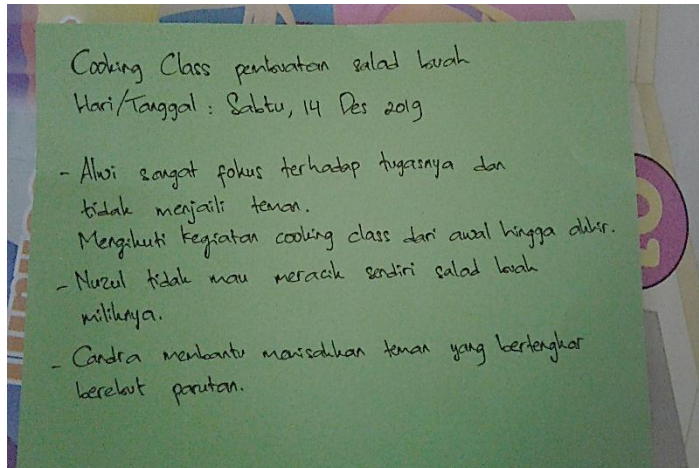 Cooking Class pembuatan salad buah
Hari/Tanggal : Sabtu, 14 Des 2019
- Alwi sangat fokus terhadap tugasnya dan
tidak menjaili teman.
Mengikuti kegiatan cooking class dari awal hingga akhir.
- Nuzul tidak mau meracik sendiri salad buah
miliknya.
- Candra membantu memisahkan teman yang bertengkar
berebut parutan.